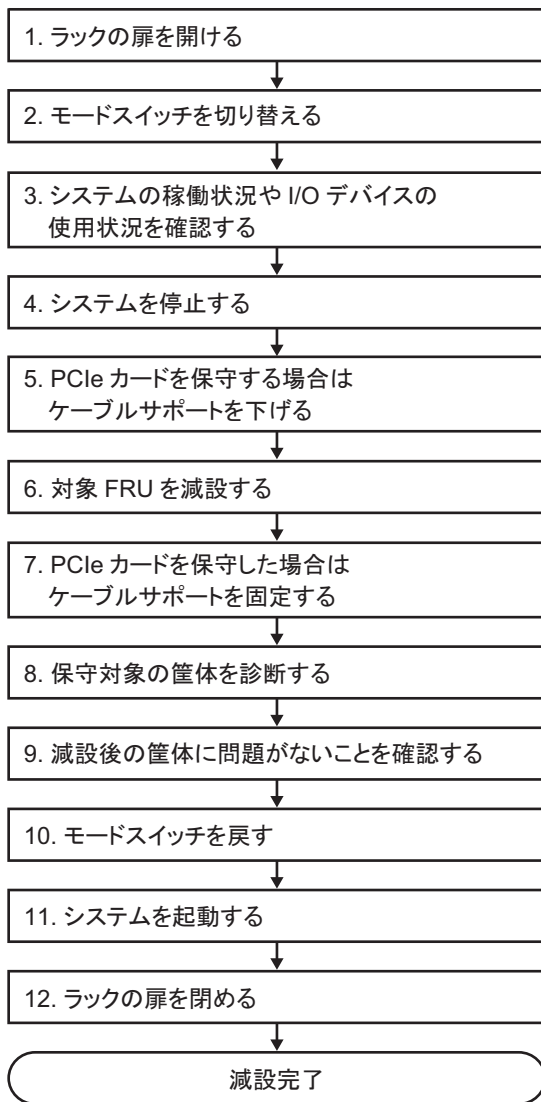 1. ラックの扉を開ける
2. モードスイッチを切り替える
3. システムの稼働状況や I/O デバイスの
使用状況を確認する
4. システムを停止する
5. PCIe カードを保守する場合は
ケーブルサポートを下げる
6. 対象 FRU を減設する
7. PCIe カードを保守した場合は
ケーブルサポートを固定する
8. 保守対象の筐体を診断する
9. 減設後の筐体に問題がないことを確認する
10. モードスイッチを戻す
11. システムを起動する
12. ラックの扉を閉める
減設完了